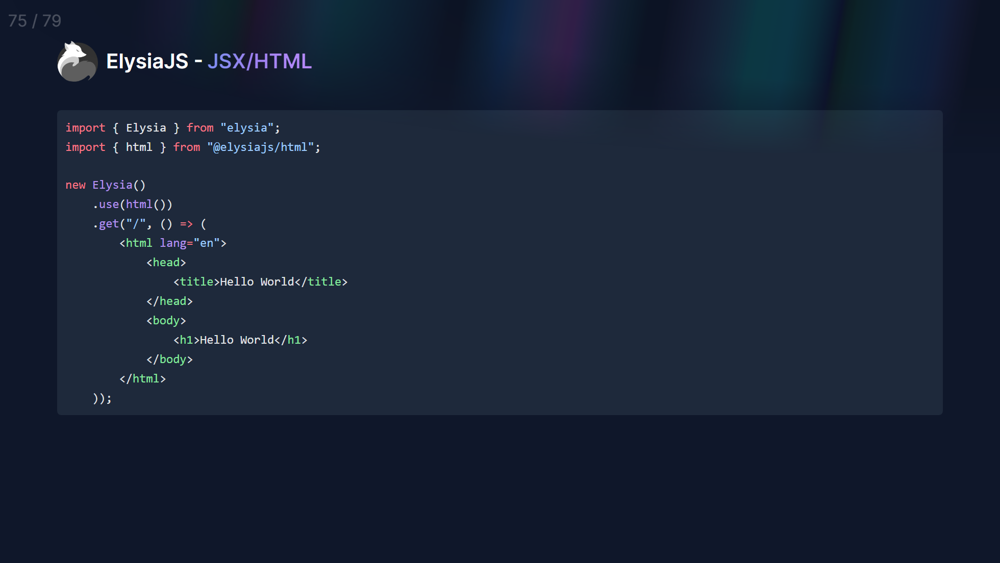 75 / 79
ElysiaJS - JSX/HTML
import { Elysia } from "elysia";
import { html } from "@elysiajs/html";

new Elysia()
    .use(html())
    .get("/", () => (
        <html lang="en">
            <head>
                <title>Hello World</title>
            </head>
            <body>
                <h1>Hello World</h1>
            </body>
        </html>
    ));